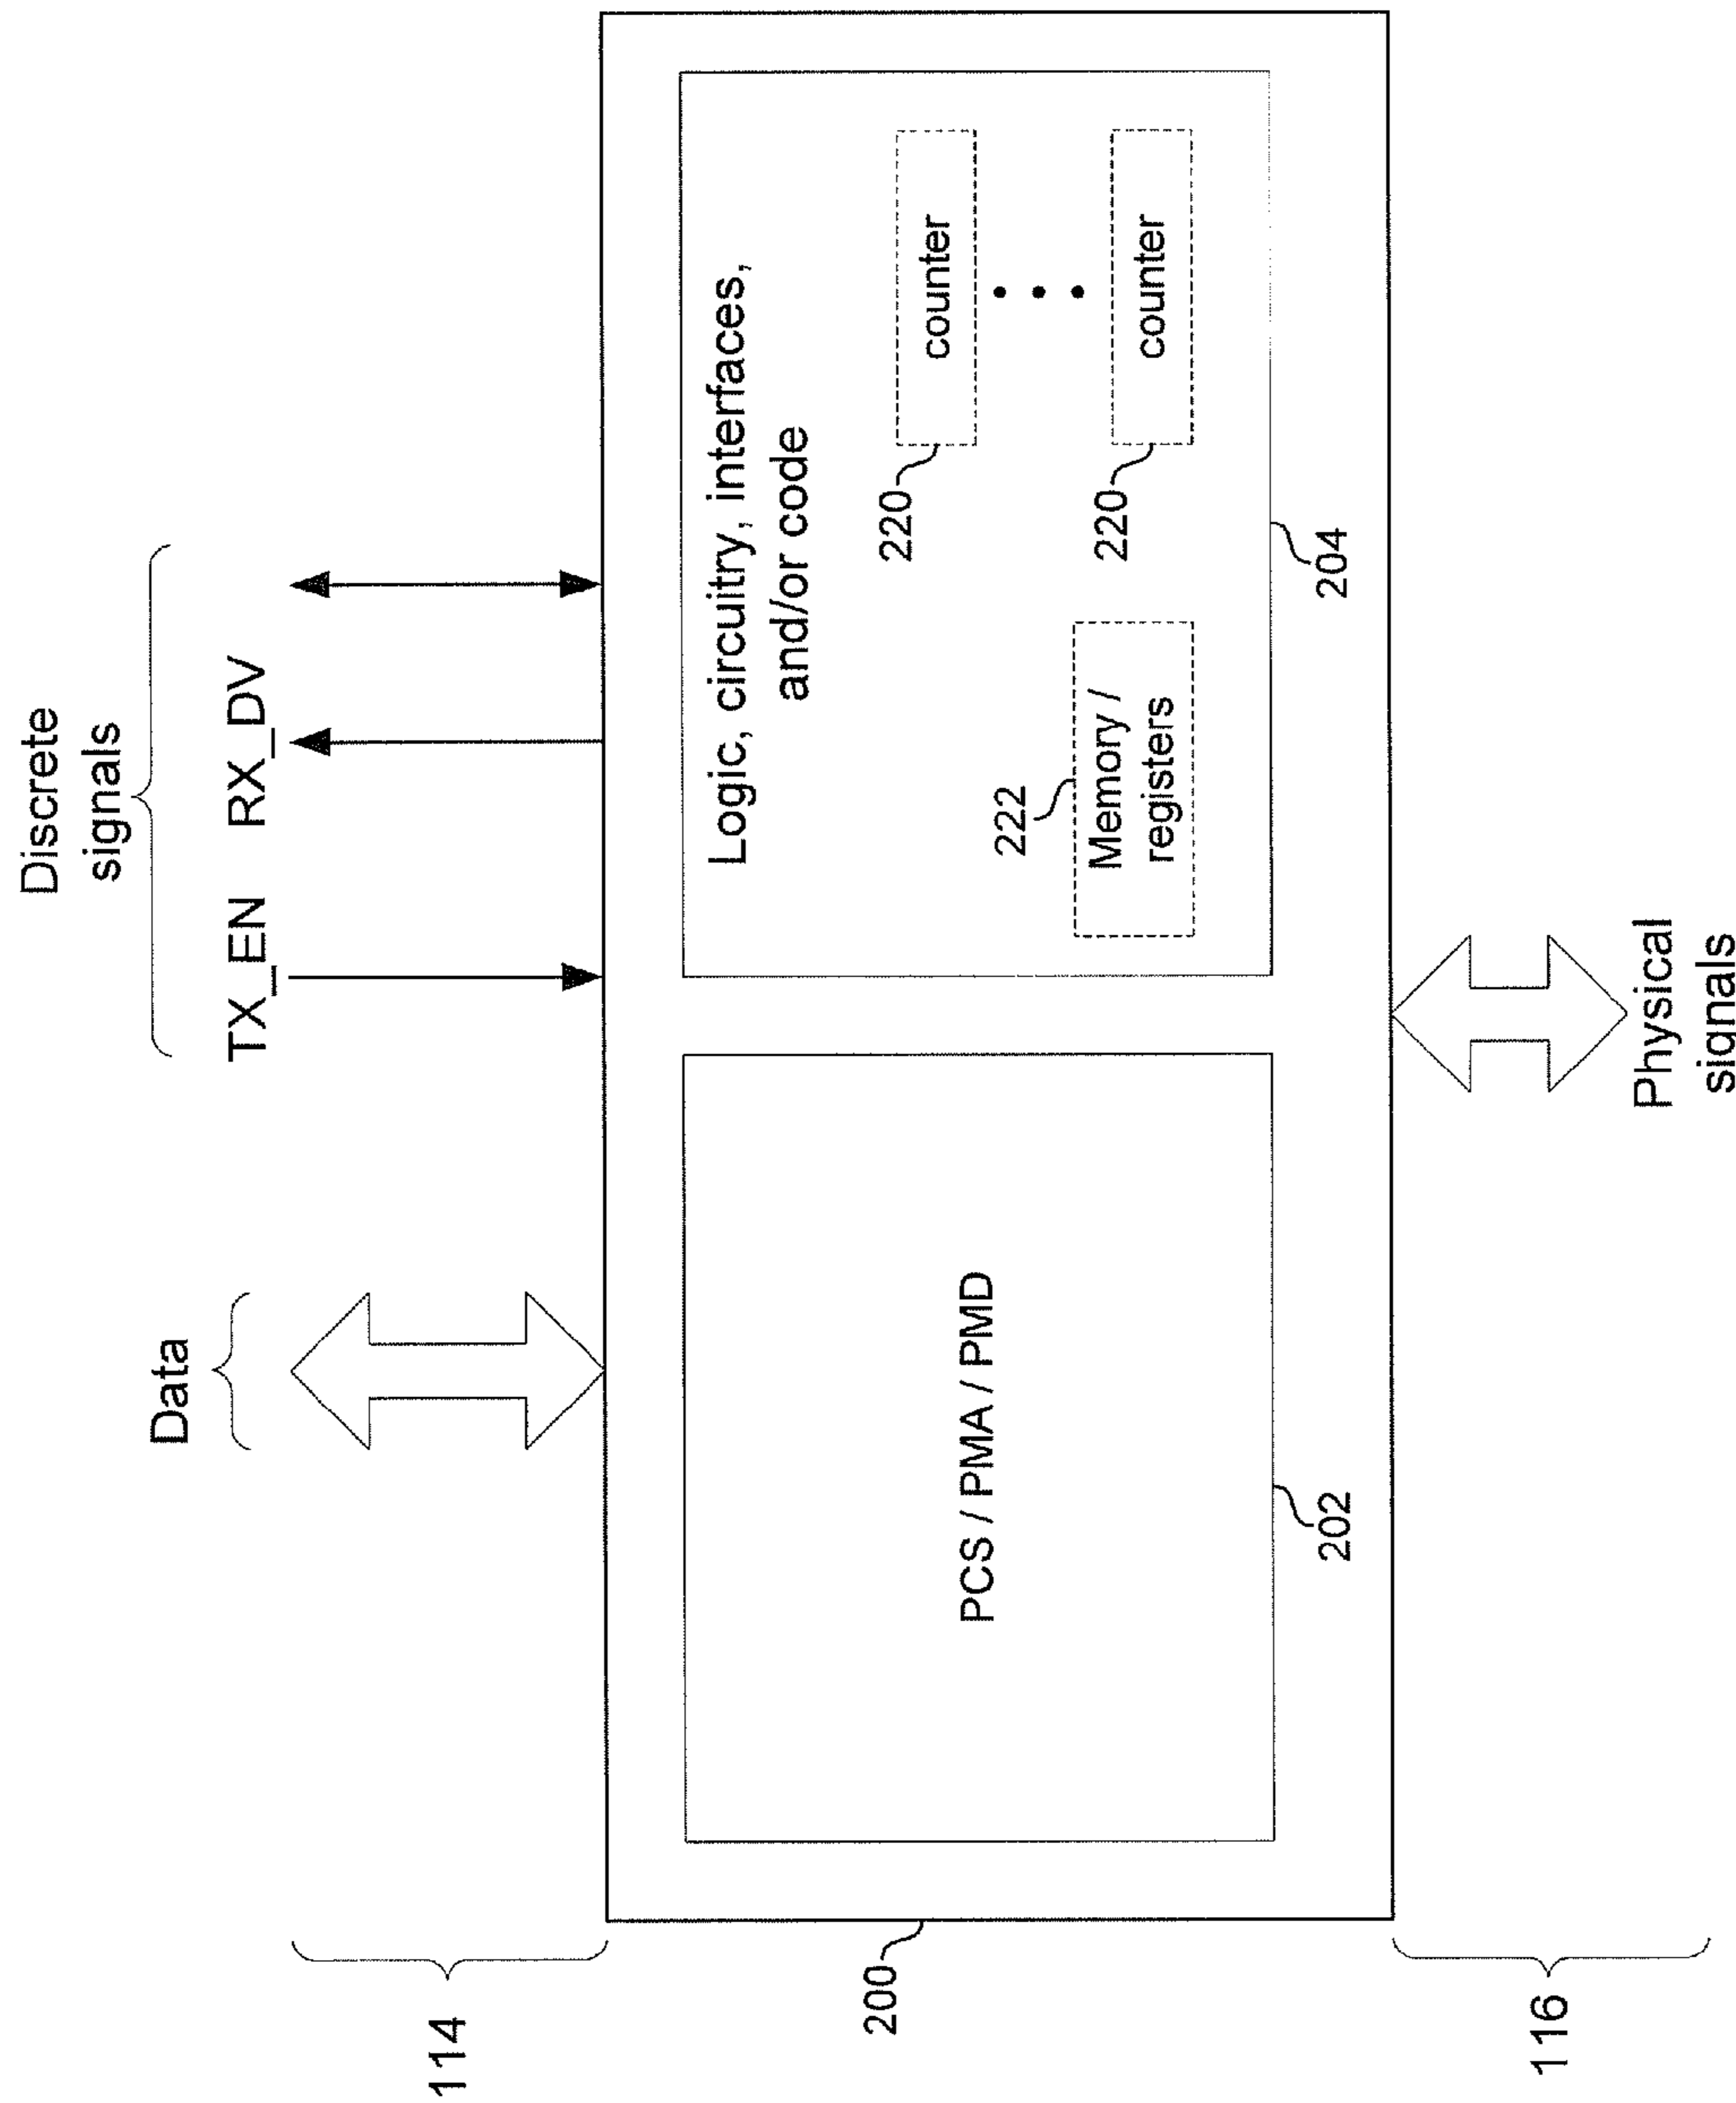 Discrete
signals
Data
TX_EN
RX_DV
114
Logic, circuitry, interfaces,
and/or code
220
counter
222
220
Memory /
registers
counter
PCS / PMA / PMD
200
202
204
116
Physical
signals